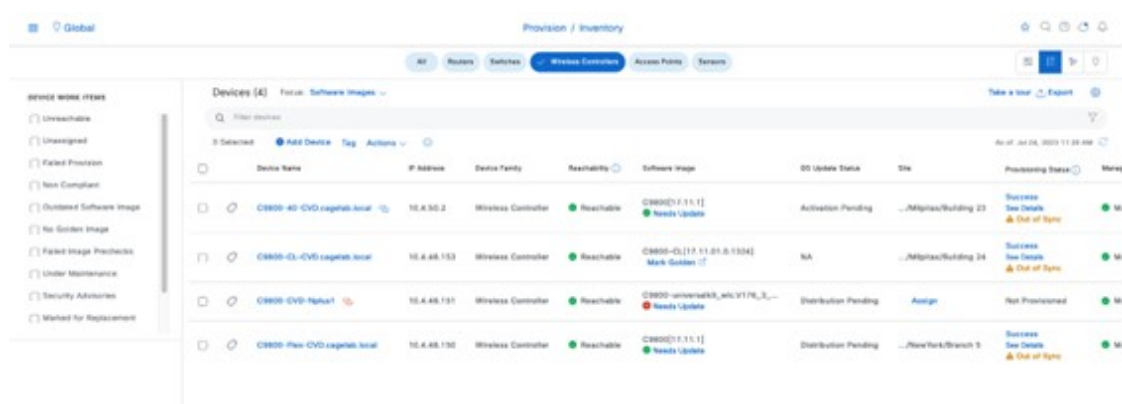 Global
Provision / Inventory
All Routers Switches Wireless Controllers Access Points Sensors
DEVICE WORK ITEMS
Unreachable
Unassigned
Failed Provision
Non Compliant
Outdated Software Image
No Golden Image
Failed Image Prechecks
Under Maintenance
Security Advisories
Marked for Replacement
Devices (4) Focus: Software Images
Take a tour Export
Filter devices
0 Selected Add Device Tag Actions
As of: Jul 24, 2023 11:26 AM
Device Name IP Address Device Family Reachability Software Image OS Update Status Site Provisioning Status Manag
C9800-40-CVD.cagelab.local 10.4.50.2 Wireless Controller Reachable C9800[17.11.1] Activation Pending .../Milpitas/Building 23 Success
Needs Update See Details
Out of Sync
C9800-CL-CVD.cagelab.local 10.4.48.153 Wireless Controller Reachable C9800-CL[17.11.01.0.1334] NA .../Milpitas/Building 24 Success
Mark Golden See Details
Out of Sync
C9800-CVD-Nplus1 10.4.48.151 Wireless Controller Reachable C9800-universalk9_wlc.V176_3_... Distribution Pending Assign Not Provisioned
Needs Update
C9800-Flex-CVD.cagelab.local 10.4.48.150 Wireless Controller Reachable C9800[17.11.1] Distribution Pending .../NewYork/Branch 5 Success
Needs Update See Details
Out of Sync